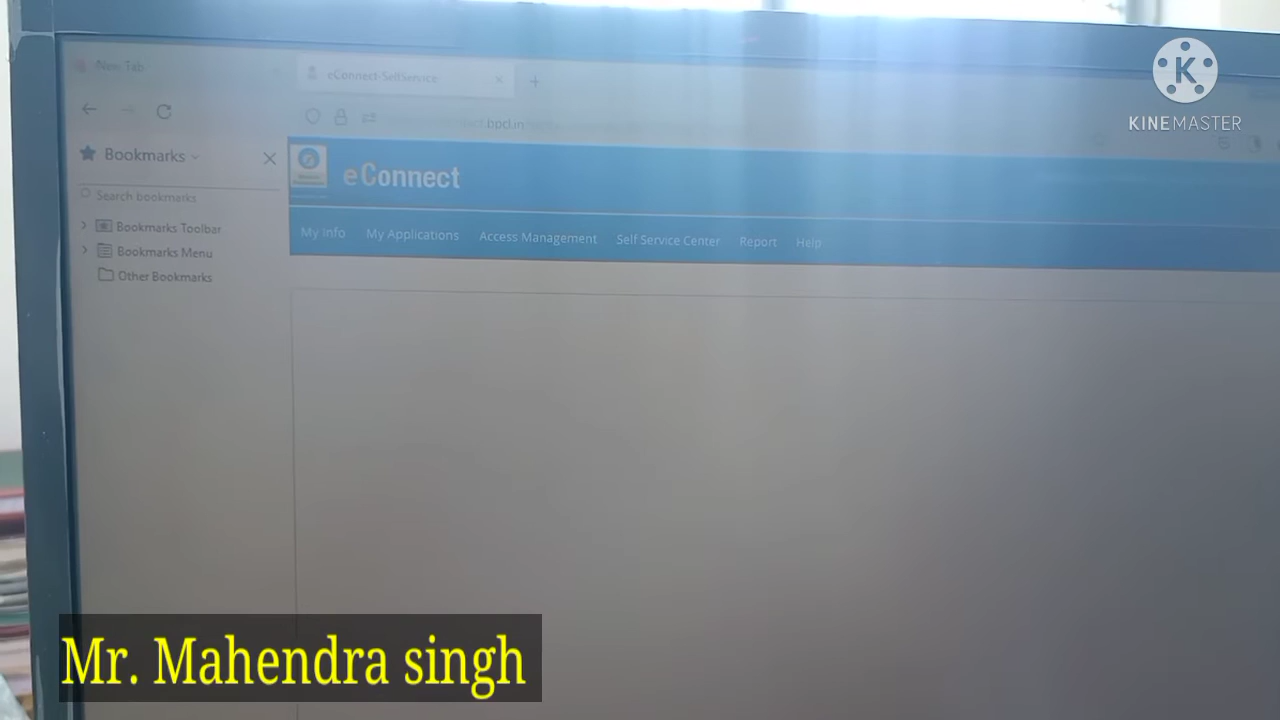 New Tab
eConnect-SelfService
bpcl.in
Bookmarks
Search bookmarks
Bookmarks Toolbar
Bookmarks Menu
Other Bookmarks
eConnect
My Info My Applications Access Management Self Service Center Report Help
K
KINEMASTER
Mr. Mahendra singh